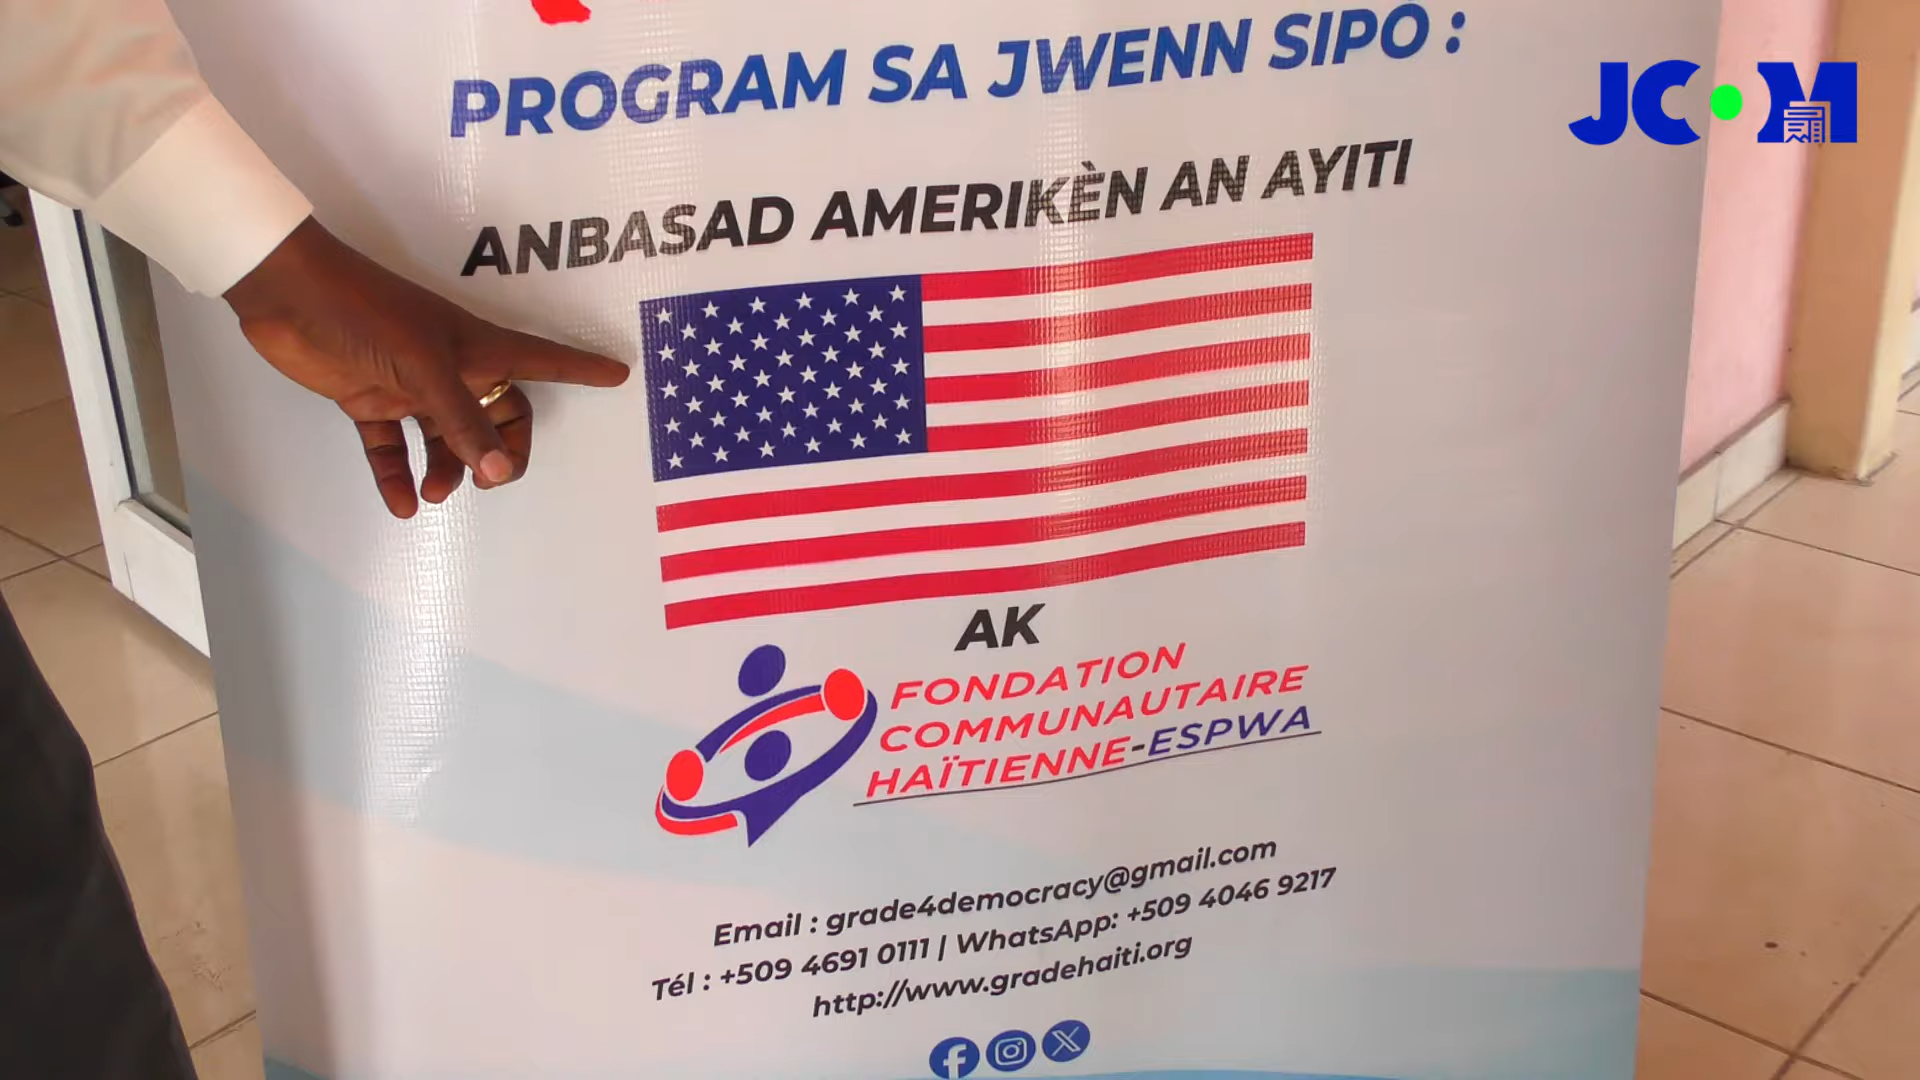 PROGRAM SA JWENN SIPÒ :
JCOM
ANBASAD AMERIKÈN AN AYITI
AK
FONDATION
COMMUNAUTAIRE
HAÏTIENNE-ESPWA
Email : grade4democracy@gmail.com
Tél : +509 4691 0111 | WhatsApp: +509 4046 9217
http://www.gradehaiti.org